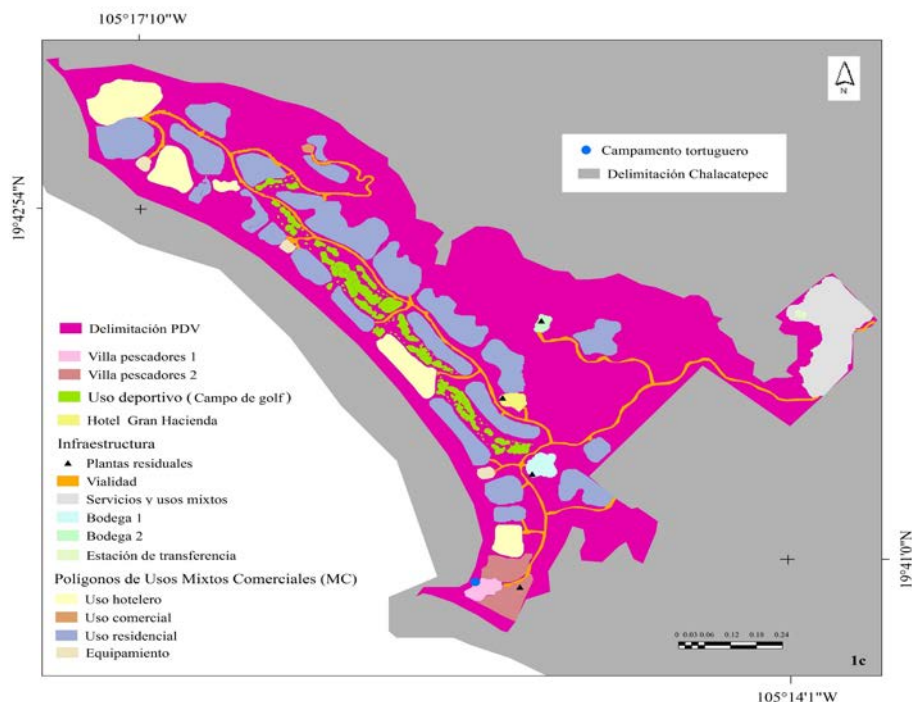 105°17'10"W
N
Campamento tortuguero
Delimitación Chalacatepec
19°42'54"N
Delimitación PDV
Villa pescadores 1
Villa pescadores 2
Uso deportivo (Campo de golf)
Hotel Gran Hacienda
Infraestructura
Plantas residuales
Vialidad
Servicios y usos mixtos
Bodega 1
Bodega 2
Estación de transferencia
Polígonos de Usos Mixtos Comerciales (MC)
Uso hotelero
Uso comercial
Uso residencial
Equipamiento
0 0.03 0.06 0.12 0.18 0.24
1c
105°14'1"W